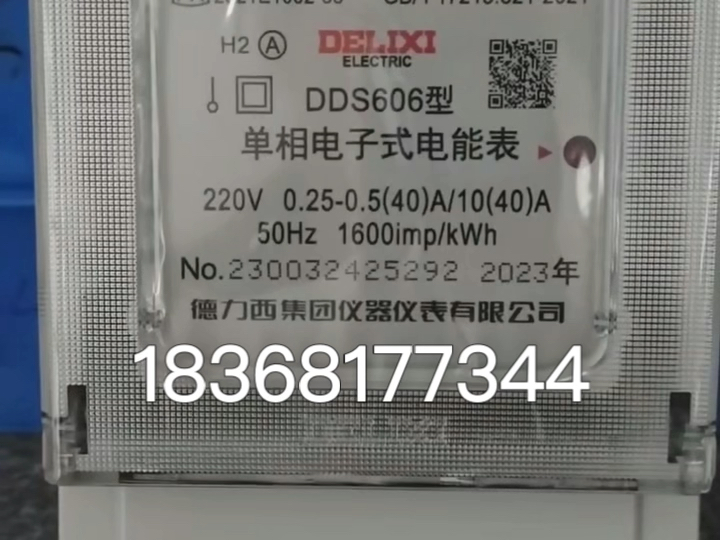 H2 A DELIXI
ELECTRIC
DDS606型
单相电子式电能表
220V 0.25-0.5(40)A/10(40)A
50Hz 1600imp/kWh
No.230032425292 2023年
德力西集团仪器仪表有限公司
18368177344